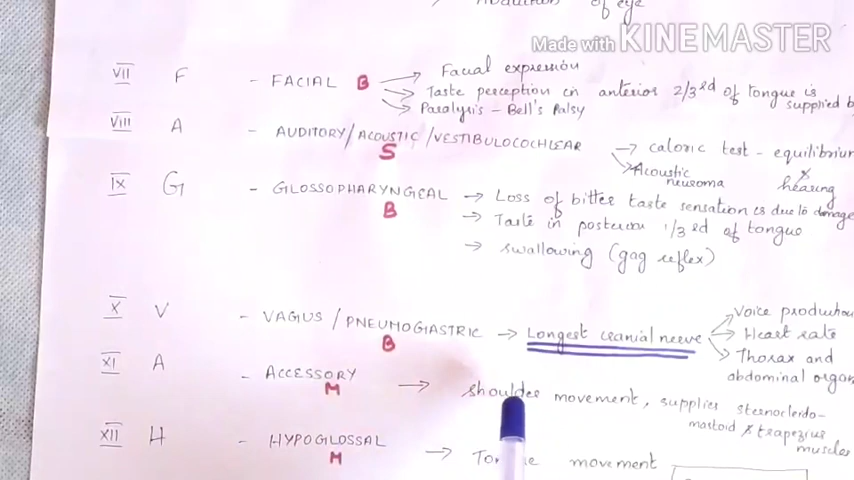 of eye
Made with KINEMASTER
VII F - FACIAL B → Facial expression
→ Taste perception in anterior 2/3rd of tongue is supplied by
→ Paralysis - Bell's Palsy
VIII A - AUDITORY/ACOUSTIC/VESTIBULOCOCHLEAR → caloric test - equilibrium
S → Acoustic neuroma & hearing
IX G - GLOSSOPHARYNGEAL → Loss of bitter taste sensation is due to damage
B → Taste in posterior 1/3rd of tongue
→ swallowing (gag reflex)
X V - VAGUS / PNEUMOGASTRIC → Longest cranial nerve → Voice production
B → Heart rate
→ Thorax and abdominal organ
XI A - ACCESSORY → shoulder movement, supplies sternocleido-
M mastoid & trapezius muscles
XII H - HYPOGLOSSAL → movement
M